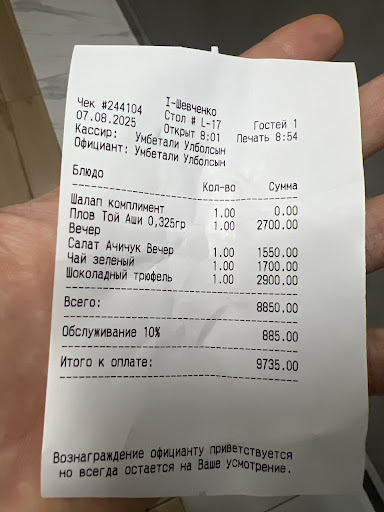 I-Шевченко
Чек #244104 Стол # L-17 Гостей 1
07.08.2025 Открыт 8:01 Печать 8:54
Кассир: Умбетали Улболсын
Официант: Умбетали Улболсын
Блюдо Кол-во Сумма
Шалап комплимент 1.00 0.00
Плов Той Аши 0,325гр 1.00 2700.00
Вечер
Салат Ачичук Вечер 1.00 1550.00
Чай зеленый 1.00 1700.00
Шоколадный трюфель 1.00 2900.00
Всего: 8850.00
Обслуживание 10% 885.00
Итого к оплате: 9735.00
Вознаграждение официанту приветствуется
но всегда остается на Ваше усмотрение.